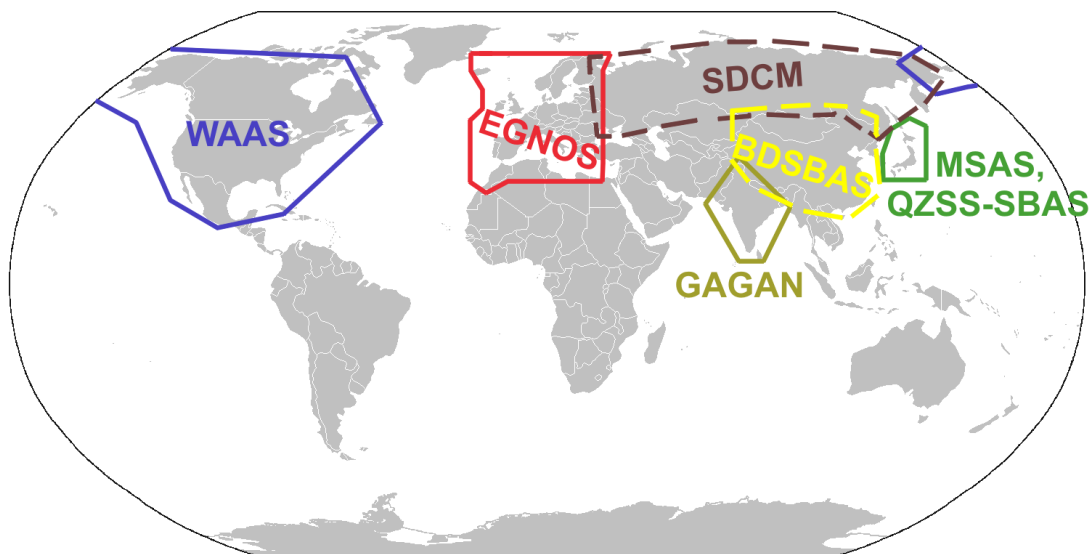 WAAS
EGNOS
SDCM
BDSBAS
MSAS,
QZSS-SBAS
GAGAN